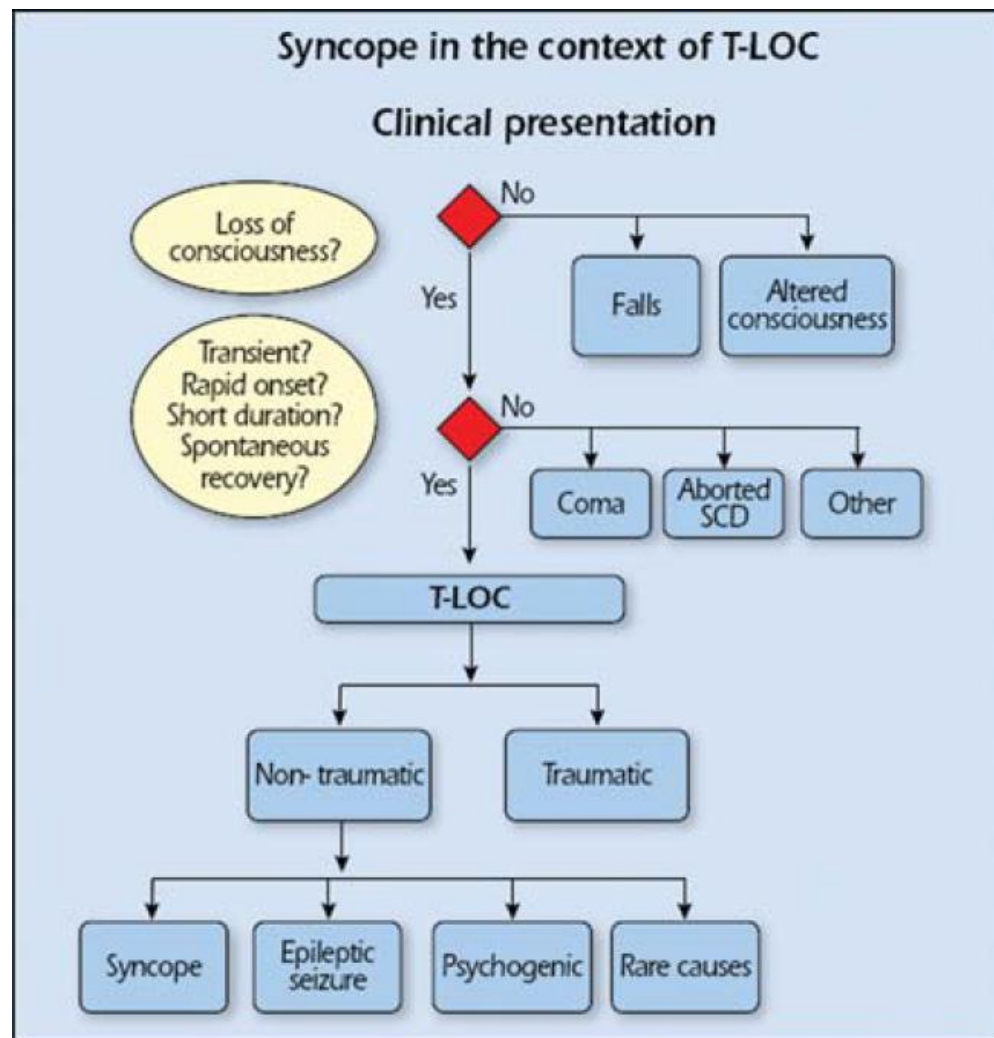 Syncope in the context of T-LOC
Clinical presentation
Loss of
consciousness?
No
Yes
Falls
Altered
consciousness
Transient?
Rapid onset?
Short duration?
Spontaneous
recovery?
No
Yes
Coma
Aborted
SCD
Other
T-LOC
Non- traumatic
Traumatic
Syncope
Epileptic
seizure
Psychogenic
Rare causes